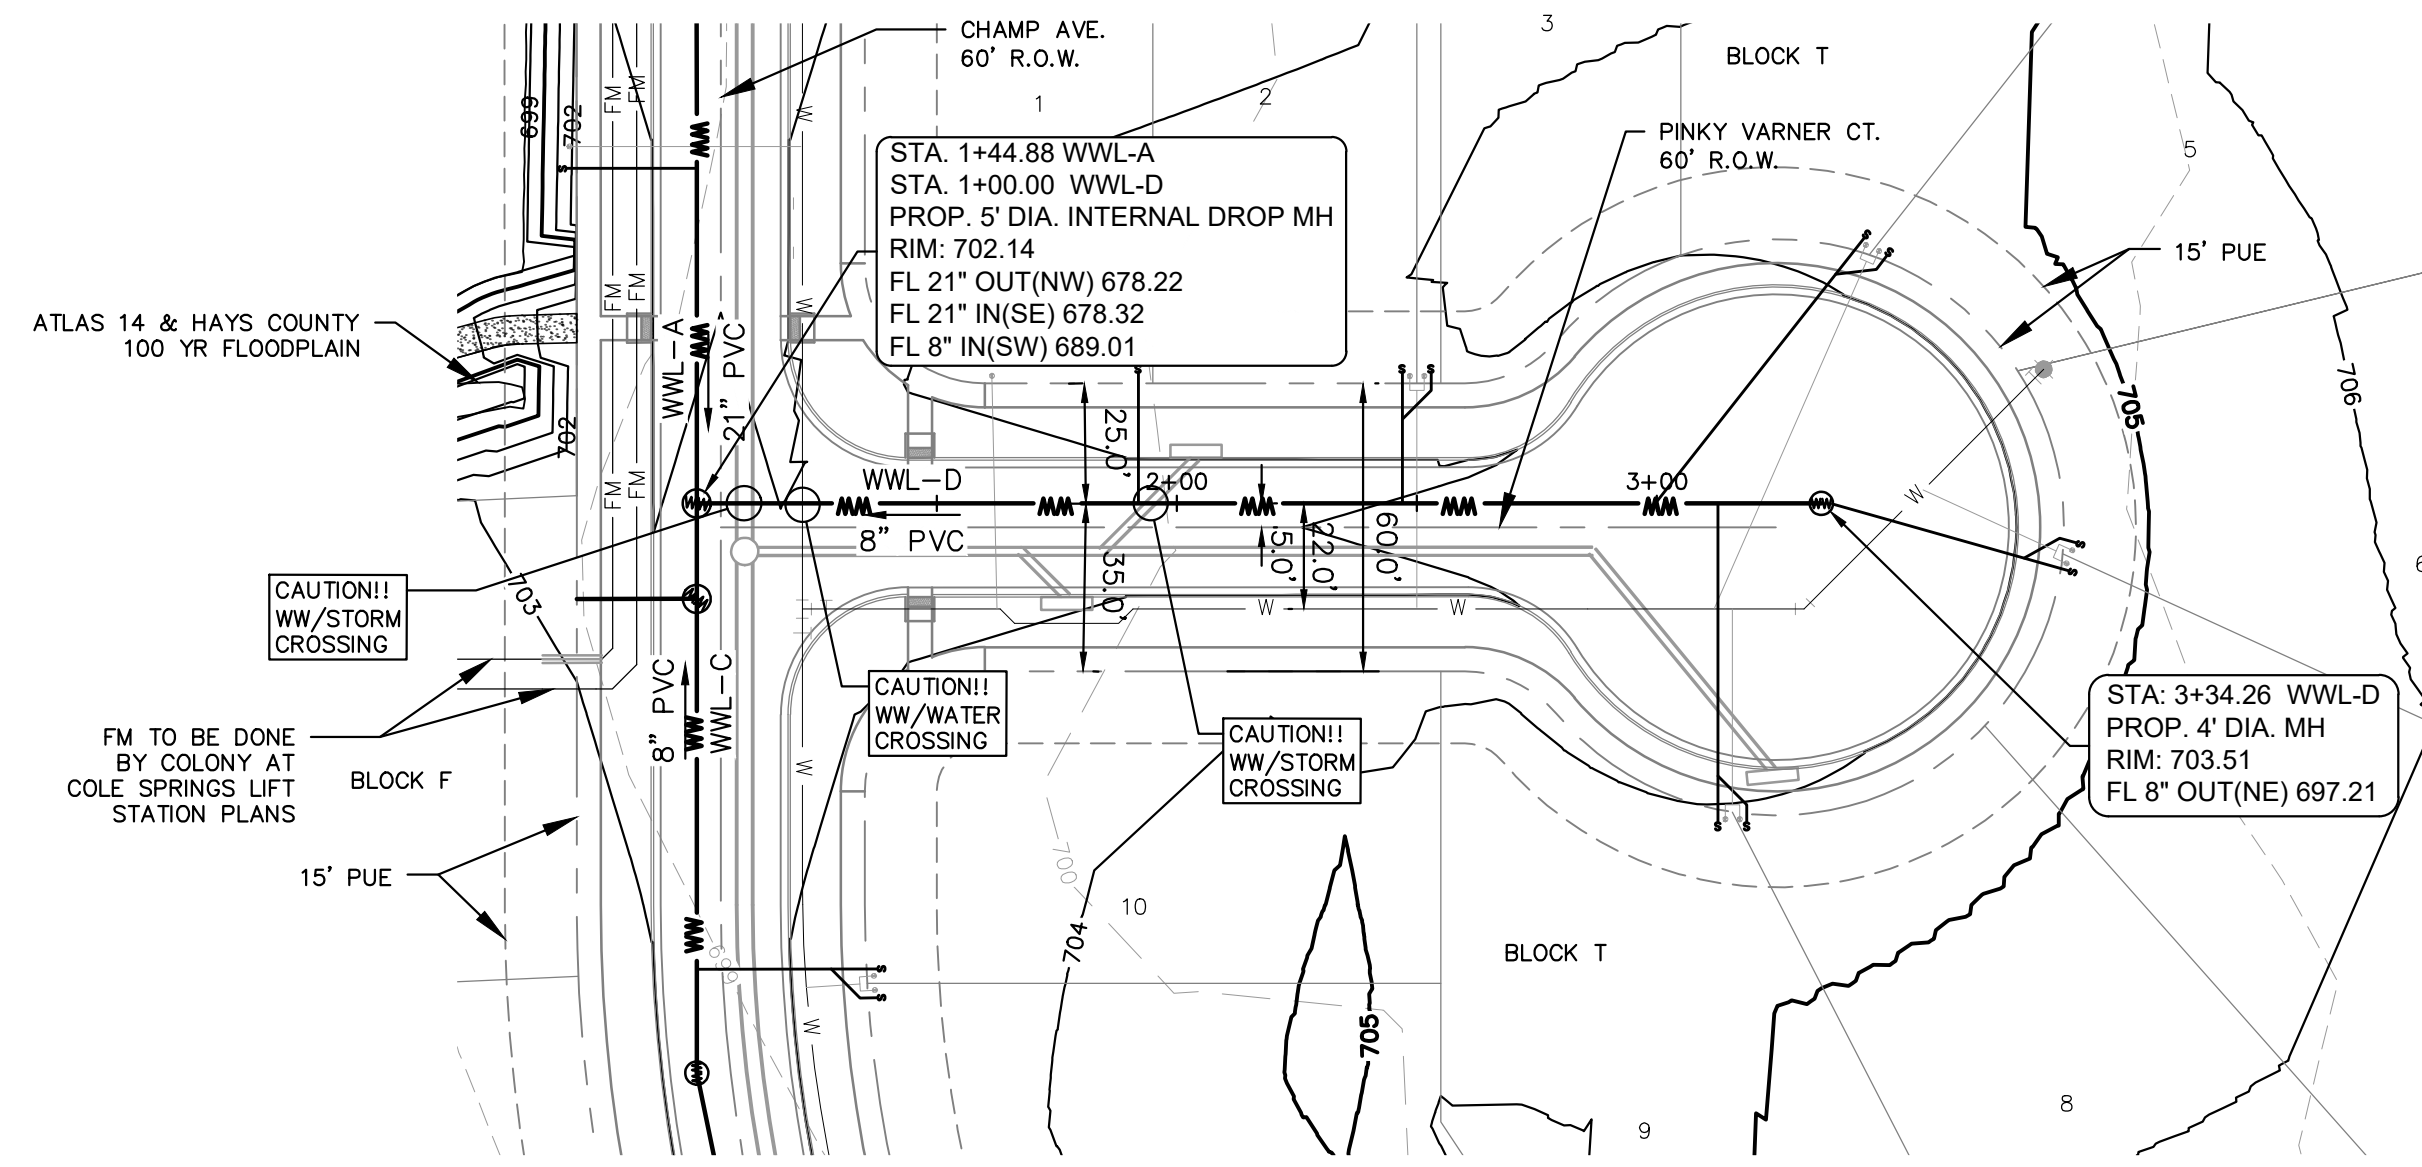 CHAMP AVE.
60' R.O.W.
3
BLOCK T
1
2
699
702
FM
FM
W
STA. 1+44.88 WWL-A
STA. 1+00.00 WWL-D
PROP. 5' DIA. INTERNAL DROP MH
RIM: 702.14
FL 21" OUT(NW) 678.22
FL 21" IN(SE) 678.32
FL 8" IN(SW) 689.01
PINKY VARNER CT.
60' R.O.W.
5
15' PUE
ATLAS 14 & HAYS COUNTY
100 YR FLOODPLAIN
FM
FM
W
WWL-A
21" PVC
702
FM
FM
S
S
S
S
S
S
706
705
25.0'
WWL-D
2+00
3+00
W
8" PVC
35.0'
5.0'
22.0'
60.0'
CAUTION!!
WW/STORM
CROSSING
703
W
W
S
S
6
8" PVC
WWL-C
CAUTION!!
WW/WATER
CROSSING
CAUTION!!
WW/STORM
CROSSING
STA: 3+34.26 WWL-D
PROP. 4' DIA. MH
RIM: 703.51
FL 8" OUT(NE) 697.21
FM TO BE DONE
BY COLONY AT
COLE SPRINGS LIFT
STATION PLANS
BLOCK F
W
S
S
15' PUE
700
10
704
699
BLOCK T
S
S
W
705
9
8